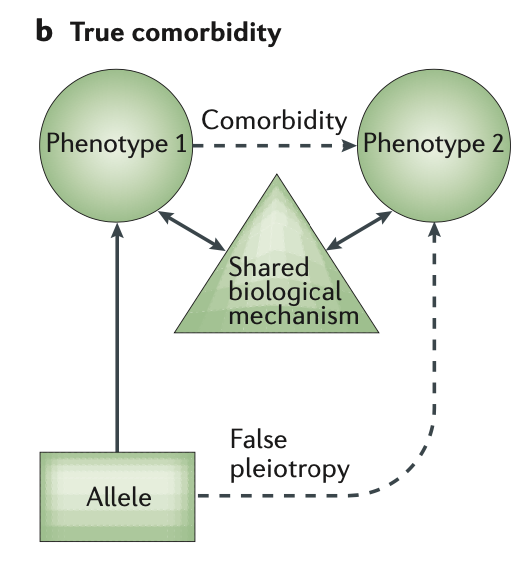 b True comorbidity
Comorbidity
Phenotype 1
Phenotype 2
Shared
biological
mechanism
False
pleiotropy
Allele